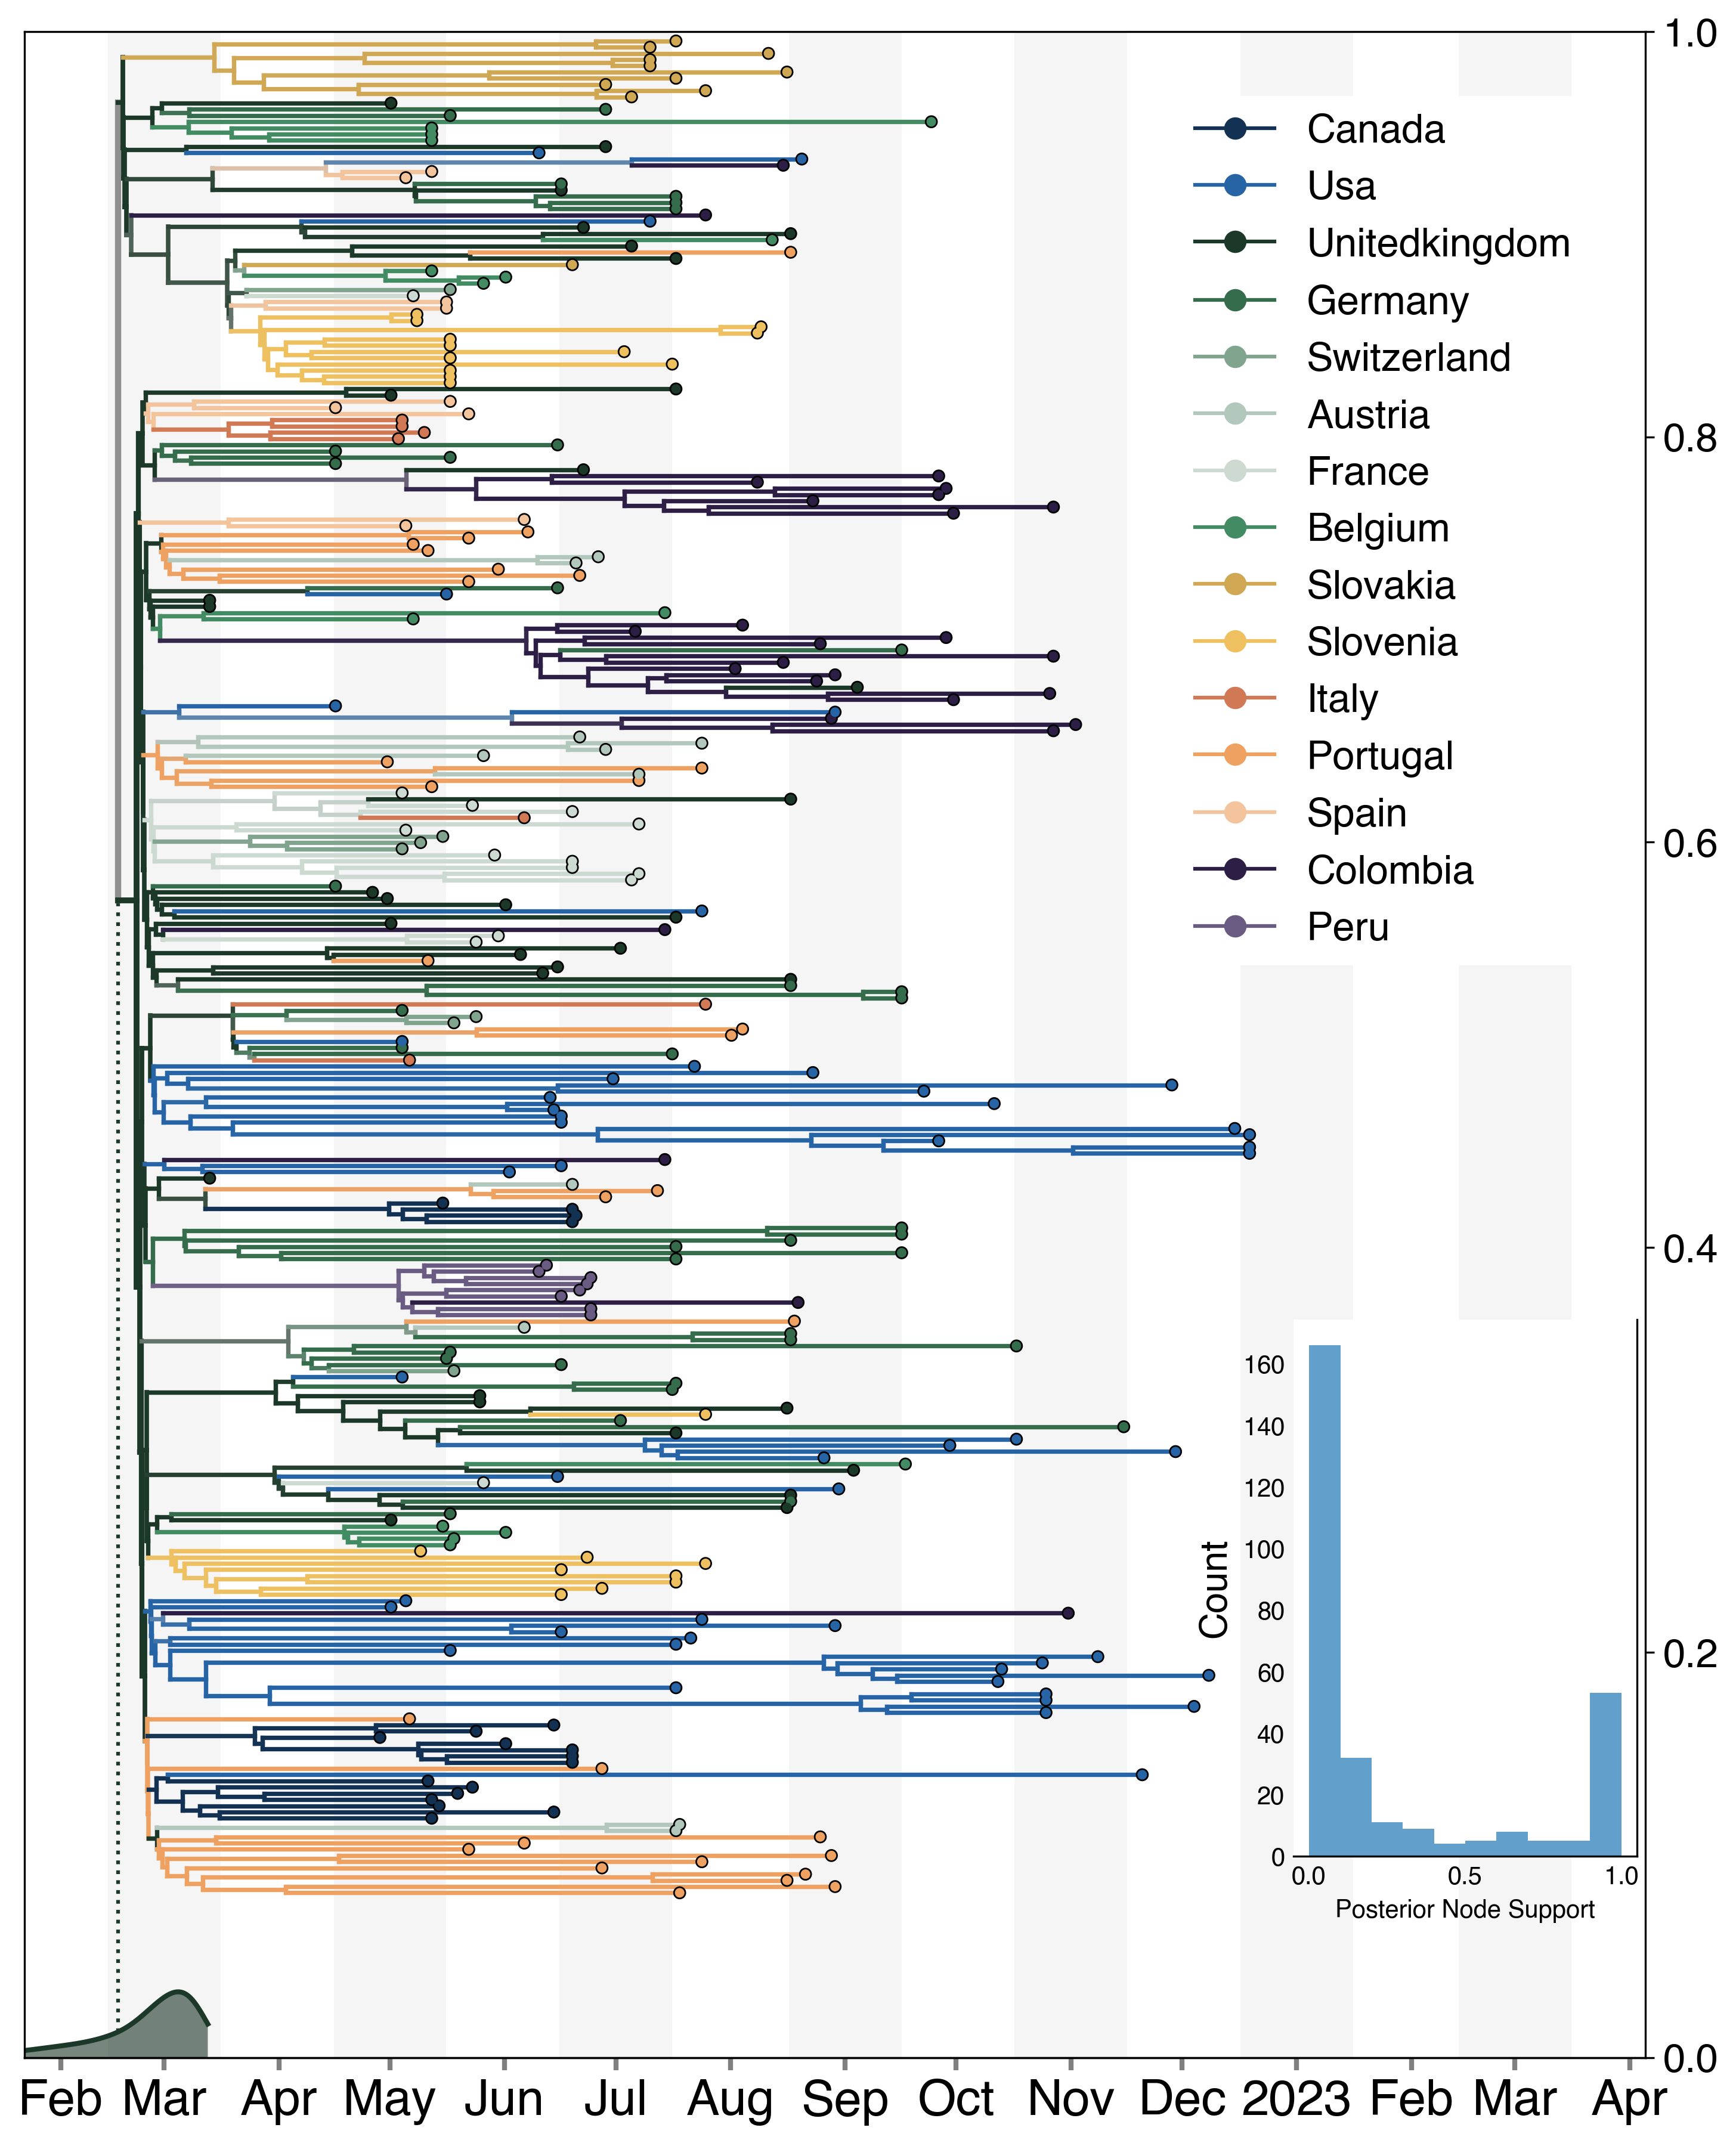 1.0
Canada
Usa
Unitedkingdom
Germany
Switzerland
Austria
France
Belgium
Slovakia
Slovenia
Italy
Portugal
Spain
Colombia
Peru
0.8
0.6
0.4
0.2
0.0
160
140
120
100
80
60
40
20
0
Count
0.0 0.5 1.0
Posterior Node Support
Feb Mar Apr May Jun Jul Aug Sep Oct Nov Dec 2023 Feb Mar Apr